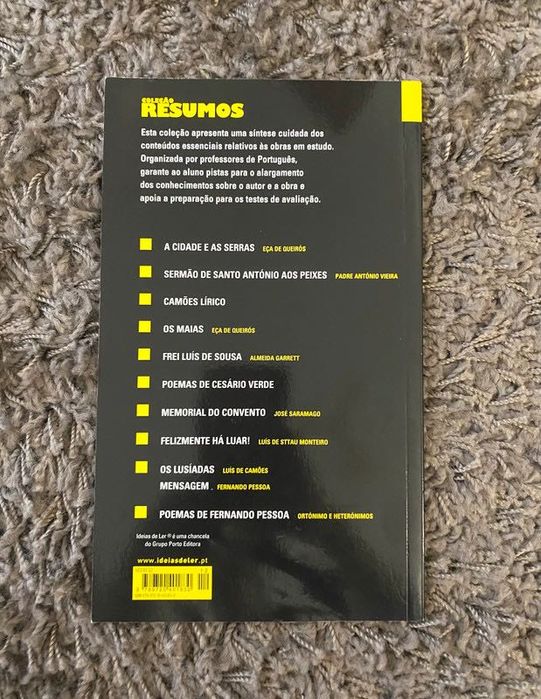 COLEÇÃO
RESUMOS
Esta coleção apresenta uma síntese cuidada dos
conteúdos essenciais relativos às obras em estudo.
Organizada por professores de Português,
garante ao aluno pistas para o alargamento
dos conhecimentos sobre o autor e a obra e
apoia a preparação para os testes de avaliação.
A CIDADE E AS SERRAS EÇA DE QUEIRÓS
SERMÃO DE SANTO ANTÓNIO AOS PEIXES PADRE ANTÓNIO VIEIRA
CAMÕES LÍRICO
OS MAIAS EÇA DE QUEIRÓS
FREI LUÍS DE SOUSA ALMEIDA GARRETT
POEMAS DE CESÁRIO VERDE
MEMORIAL DO CONVENTO JOSÉ SARAMAGO
FELIZMENTE HÁ LUAR! LUÍS DE STTAU MONTEIRO
OS LUSÍADAS LUÍS DE CAMÕES
MENSAGEM . FERNANDO PESSOA
POEMAS DE FERNANDO PESSOA ORTÓNIMO E HETERÓNIMOS
Ideias de Ler ® é uma chancela
do Grupo Porto Editora
www.ideiasdeler.pt